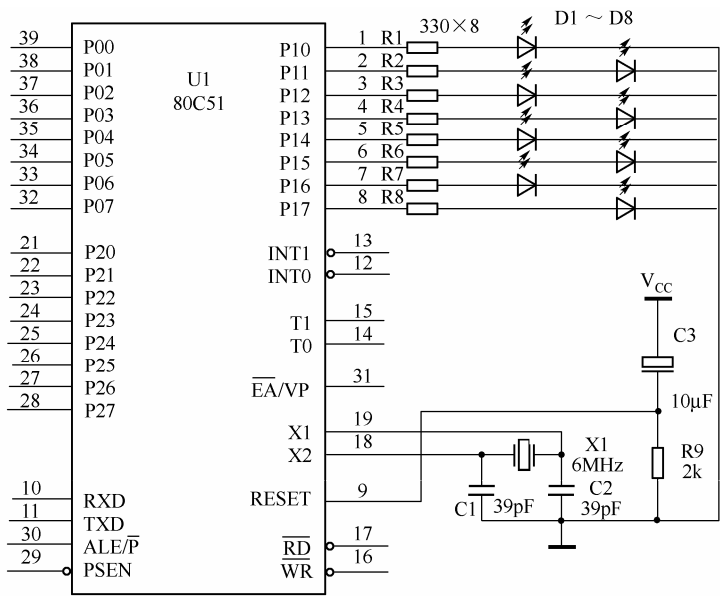 330×8
D1 ~ D8
U1
80C51
39 P00
38 P01
37 P02
36 P03
35 P04
34 P05
33 P06
32 P07
21 P20
22 P21
23 P22
24 P23
25 P24
26 P25
27 P26
28 P27
10 RXD
11 TXD
30 ALE/P̅
29 PSEN
P10 1 R1
P11 2 R2
P12 3 R3
P13 4 R4
P14 5 R5
P15 6 R6
P16 7 R7
P17 8 R8
INT1 13
INT0 12
T1 15
T0 14
E̅A̅/VP 31
X1 19
X2 18
RESET 9
R̅D̅ 17
W̅R̅ 16
VCC
C3
10μF
X1
6MHz
R9
2k
C1 39pF
C2
39pF